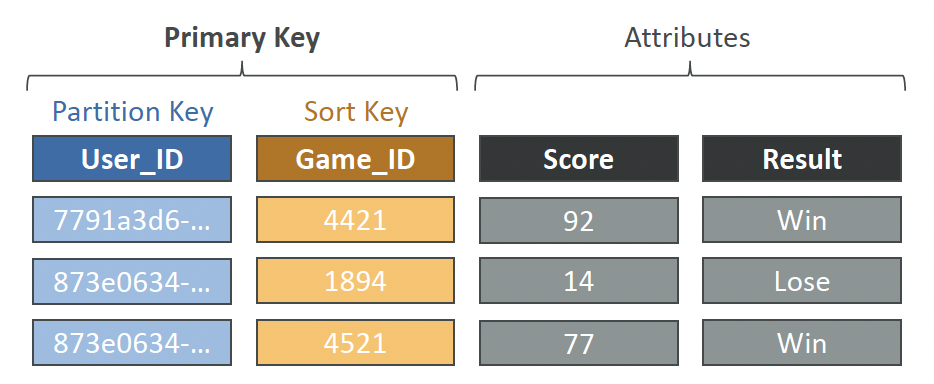 Primary Key Attributes
Partition Key Sort Key
User_ID Game_ID Score Result
7791a3d6-... 4421 92 Win
873e0634-... 1894 14 Lose
873e0634-... 4521 77 Win